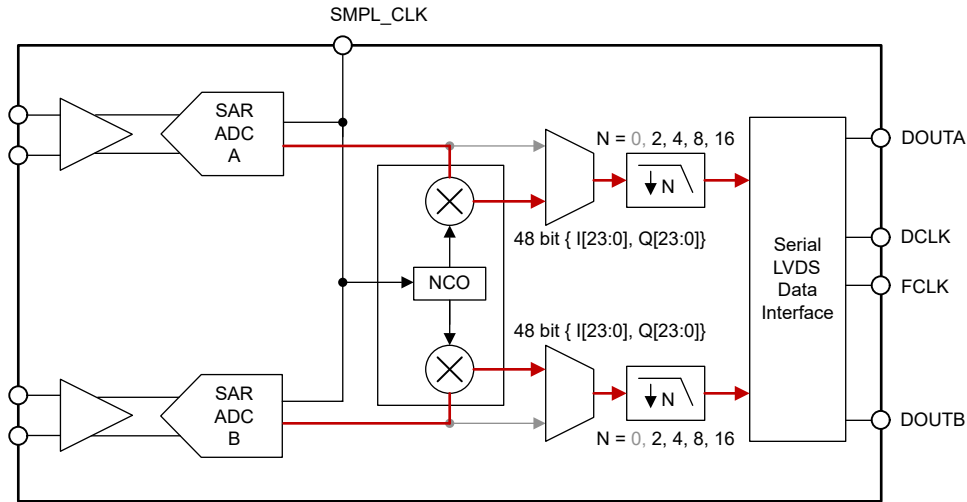 SMPL_CLK
SAR
ADC
A
N = 0, 2, 4, 8, 16
N
DOUTA
48 bit { I[23:0], Q[23:0]}
NCO
Serial
LVDS
Data
Interface
DCLK
FCLK
48 bit { I[23:0], Q[23:0]}
SAR
ADC
B
N
N = 0, 2, 4, 8, 16
DOUTB